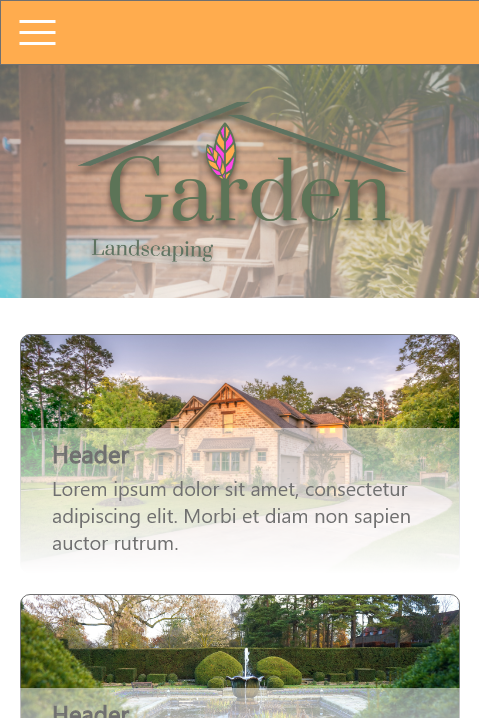 Garden
Landscaping
Header
Lorem ipsum dolor sit amet, consectetur
adipiscing elit. Morbi et diam non sapien
auctor rutrum.
Header